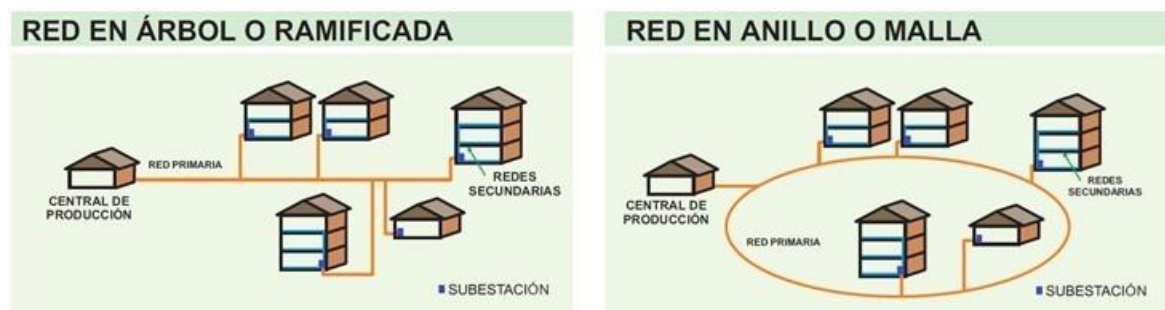 RED EN ÁRBOL O RAMIFICADA
RED PRIMARIA
CENTRAL DE
PRODUCCIÓN
REDES
SECUNDARIAS
SUBESTACIÓN
RED EN ANILLO O MALLA
CENTRAL DE
PRODUCCIÓN
REDES
SECUNDARIAS
RED PRIMARIA
SUBESTACIÓN